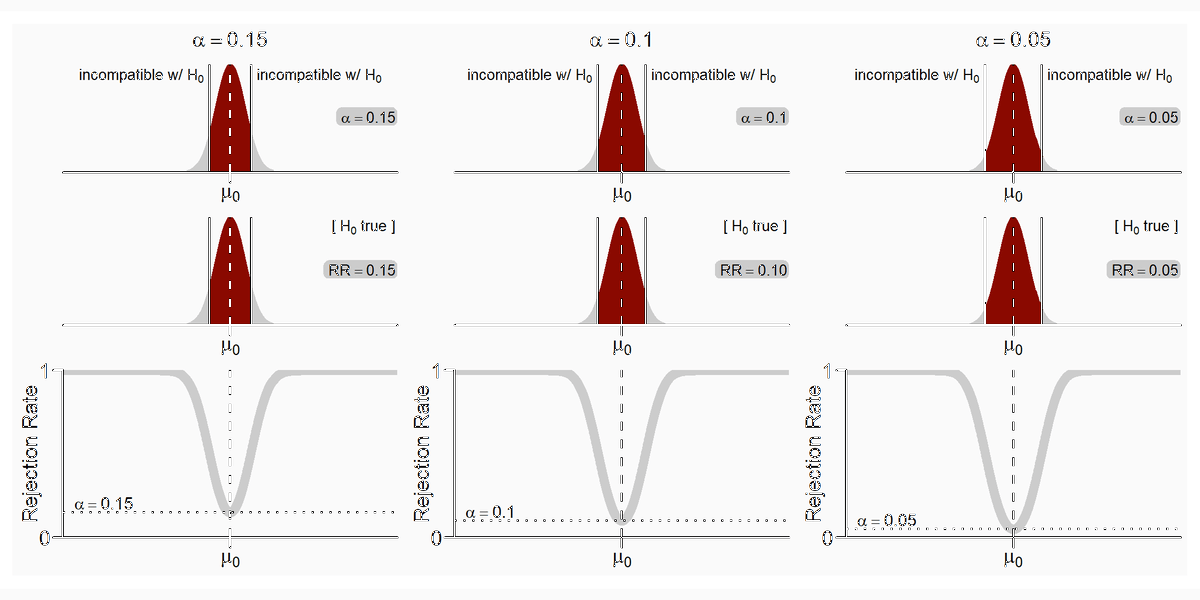 α = 0.15
α = 0.1
α = 0.05
incompatible w/ H₀
incompatible w/ H₀
incompatible w/ H₀
incompatible w/ H₀
incompatible w/ H₀
incompatible w/ H₀
α = 0.15
α = 0.1
α = 0.05
μ₀
μ₀
μ₀
[ H₀ true ]
[ H₀ true ]
[ H₀ true ]
RR = 0.15
RR = 0.10
RR = 0.05
μ₀
μ₀
μ₀
1
1
1
Rejection Rate
Rejection Rate
Rejection Rate
α = 0.15
α = 0.1
α = 0.05
0
0
0
μ₀
μ₀
μ₀